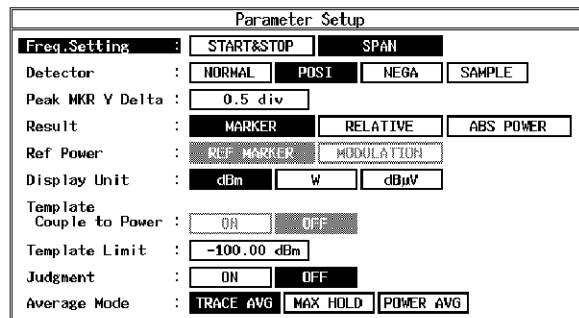 Parameter Setup
Freq.Setting : START&STOP SPAN
Detector : NORMAL POSI NEGA SAMPLE
Peak MKR Y Delta : 0.5 div
Result : MARKER RELATIVE ABS POWER
Ref Power : REF MARKER MODULATION
Display Unit : dBm W dBµV
Template
Couple to Power : ON OFF
Template Limit : -100.00 dBm
Judgment : ON OFF
Average Mode : TRACE AVG MAX HOLD POWER AVG